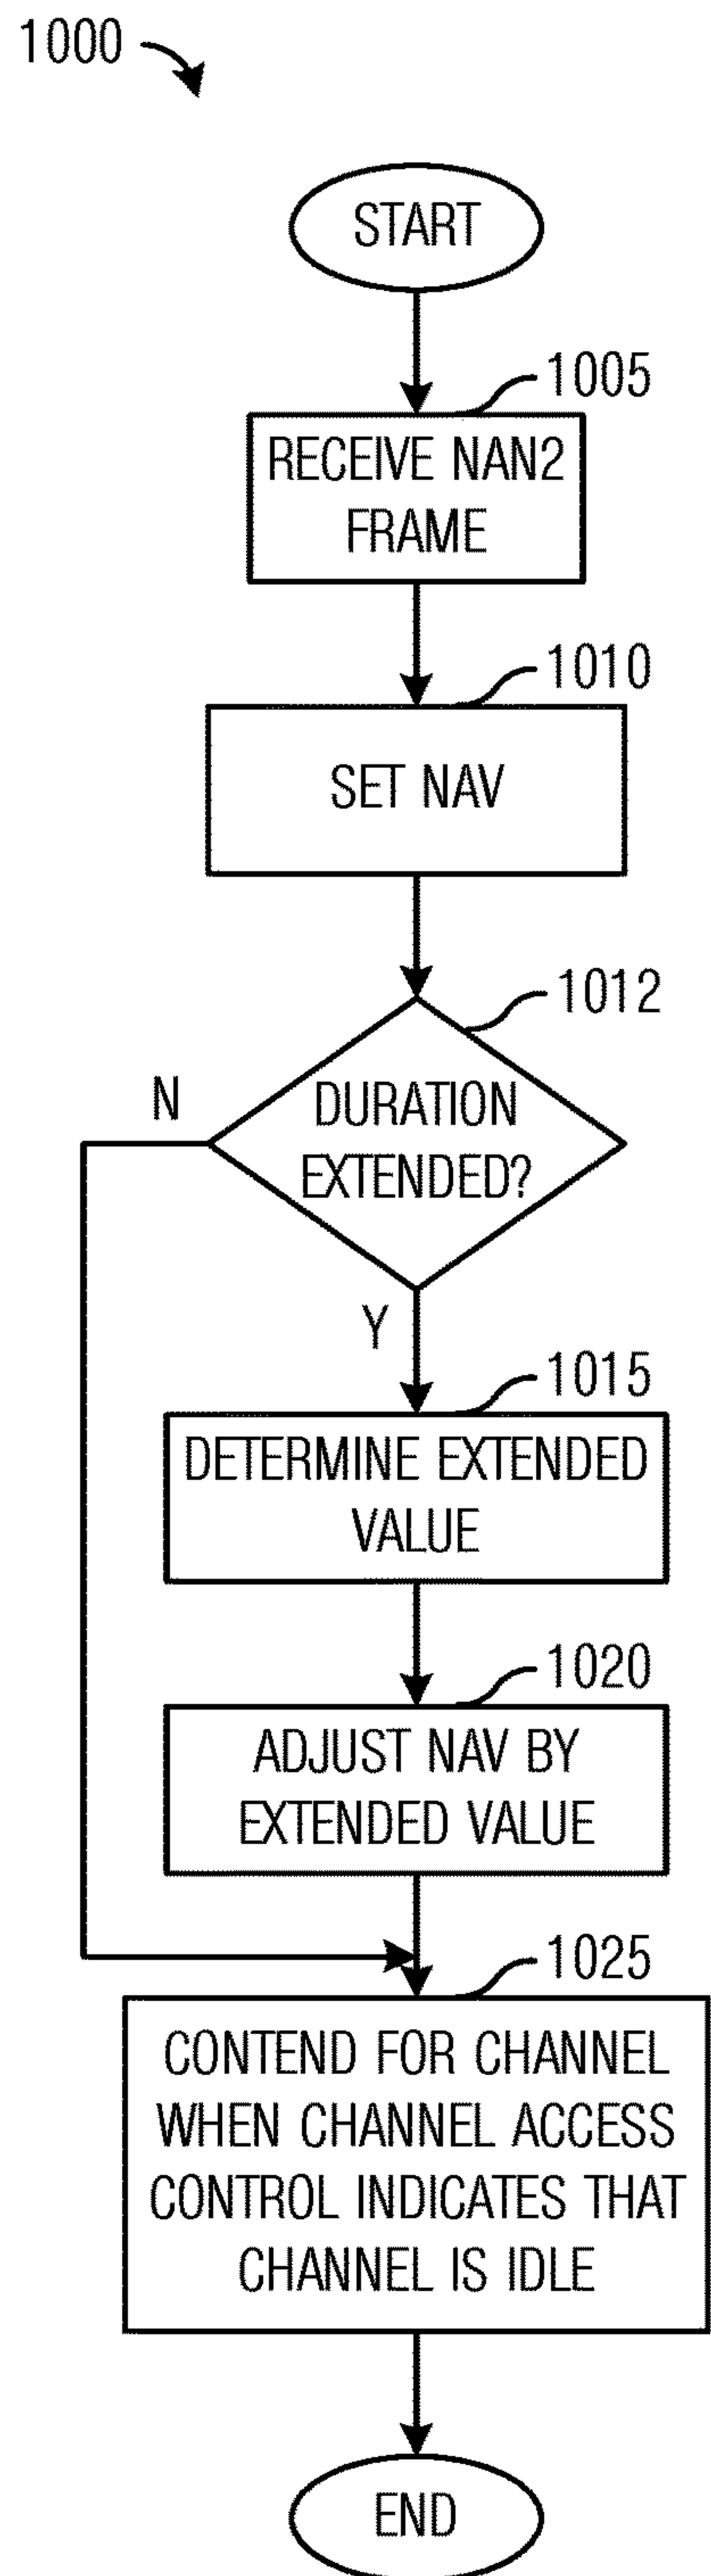 1000
START
1005
RECEIVE NAN2
FRAME
1010
SET NAV
1012
N
DURATION
EXTENDED?
Y
1015
DETERMINE EXTENDED
VALUE
1020
ADJUST NAV BY
EXTENDED VALUE
1025
CONTEND FOR CHANNEL
WHEN CHANNEL ACCESS
CONTROL INDICATES THAT
CHANNEL IS IDLE
END